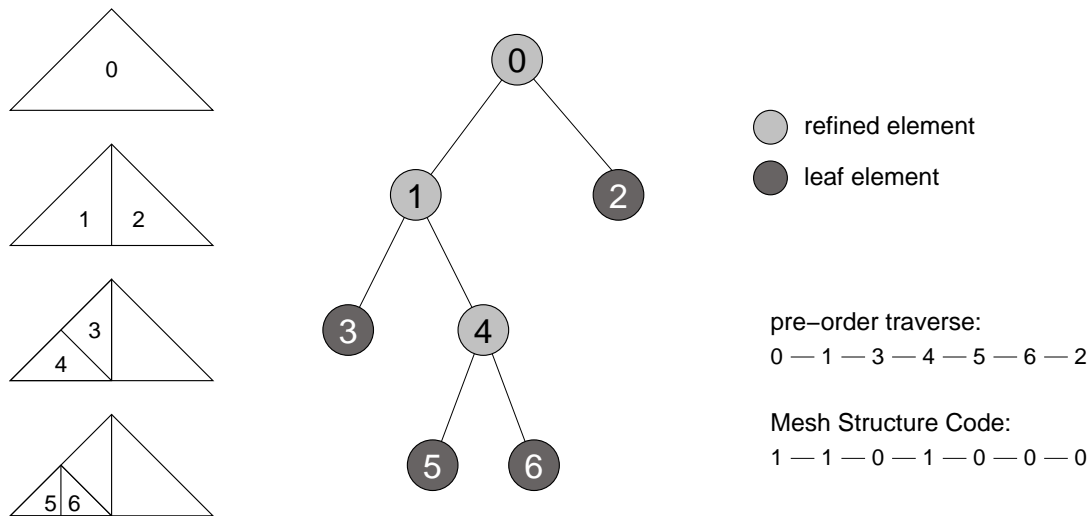 0
1 2
3
4
5 6
0
1
2
3
4
5
6
refined element
leaf element
pre−order traverse:
0 — 1 — 3 — 4 — 5 — 6 — 2
Mesh Structure Code:
1 — 1 — 0 — 1 — 0 — 0 — 0